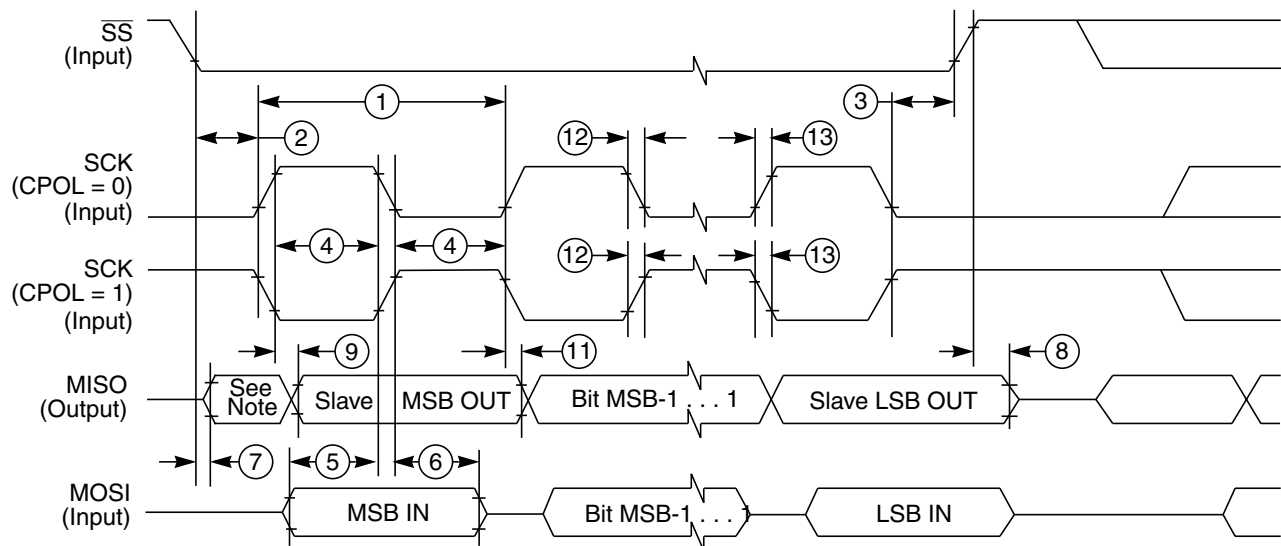 SS
(Input)
1
3
2
12
13
SCK
(CPOL = 0)
(Input)
4
4
SCK
(CPOL = 1)
(Input)
12
13
9
11
8
MISO
(Output)
See
Note
Slave
MSB OUT
Bit MSB-1 . . . 1
Slave LSB OUT
7
5
6
MOSI
(Input)
MSB IN
Bit MSB-1 . . . 1
LSB IN